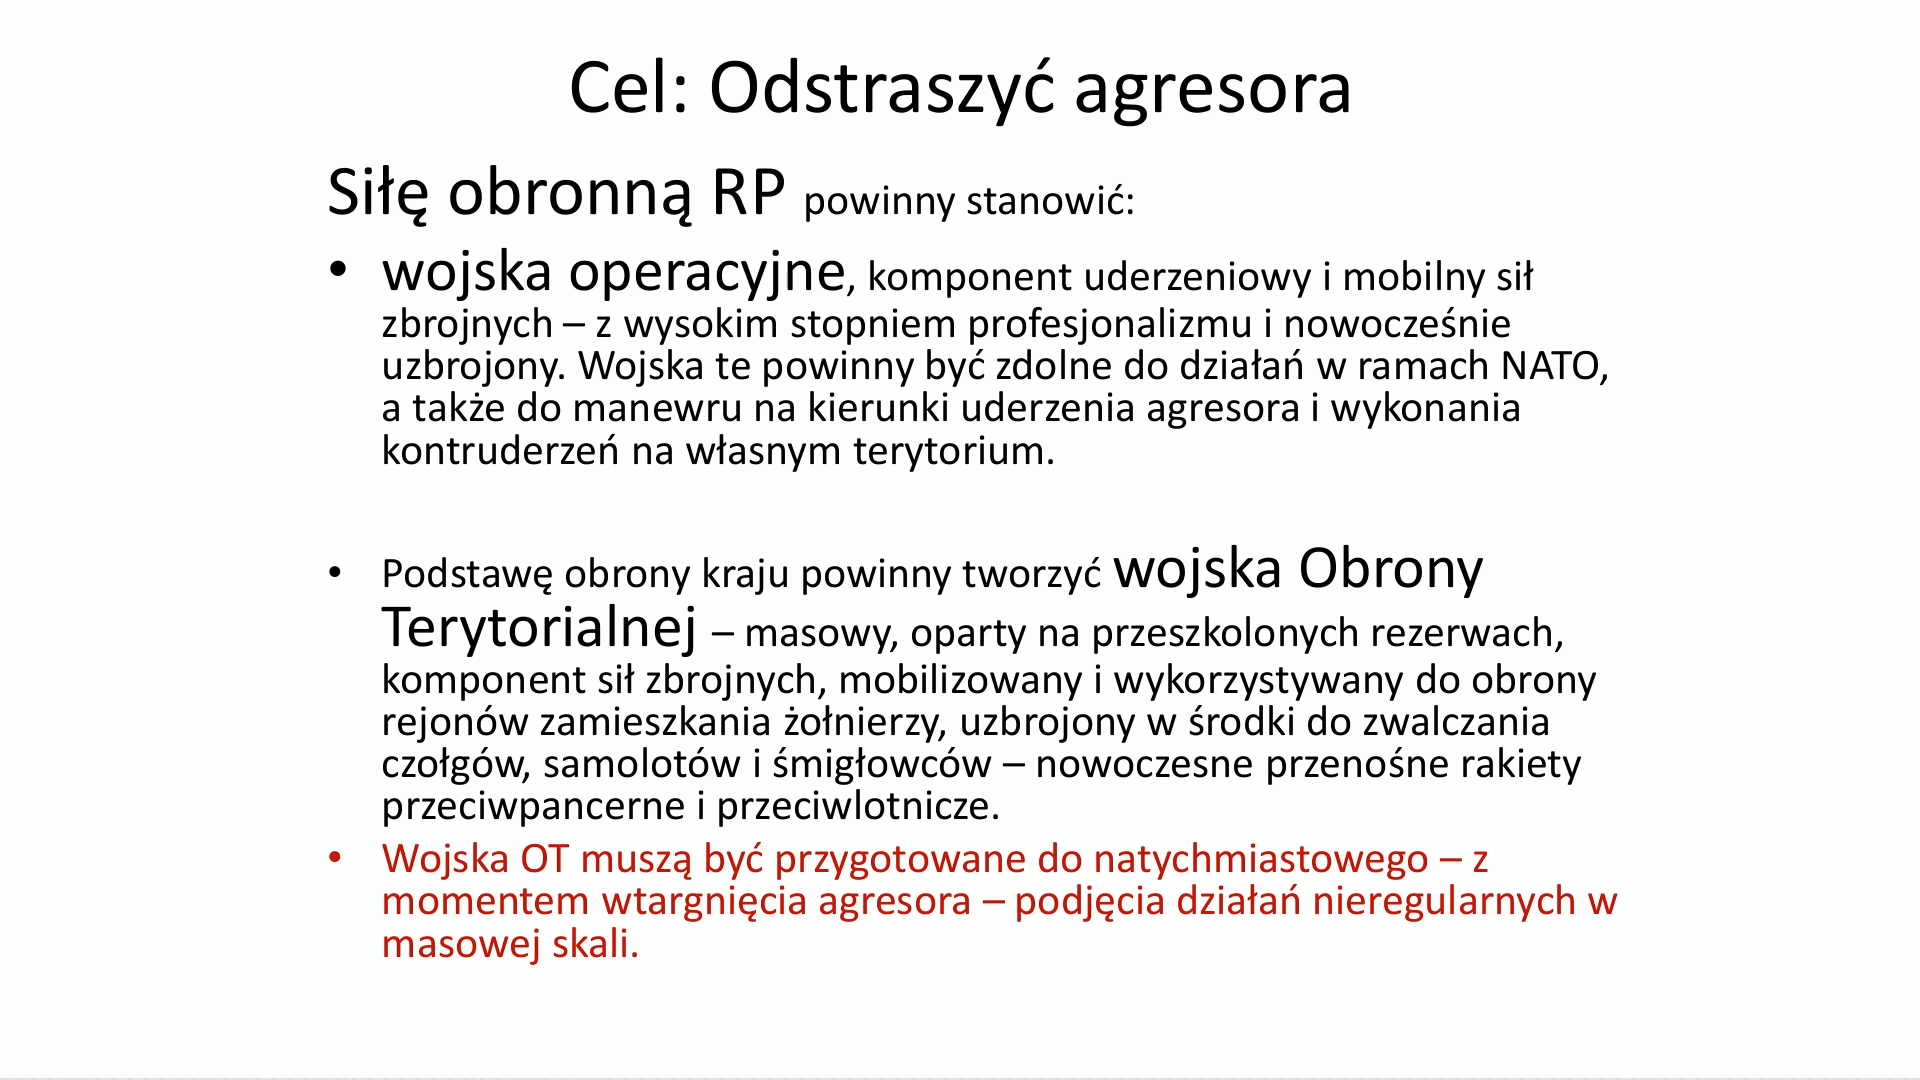 Cel: Odstraszyć agresora
Siłę obronną RP powinny stanowić:
• wojska operacyjne, komponent uderzeniowy i mobilny sił
zbrojnych – z wysokim stopniem profesjonalizmu i nowocześnie
uzbrojony. Wojska te powinny być zdolne do działań w ramach NATO,
a także do manewru na kierunki uderzenia agresora i wykonania
kontruderzeń na własnym terytorium.
• Podstawę obrony kraju powinny tworzyć wojska Obrony
Terytorialnej – masowy, oparty na przeszkolonych rezerwach,
komponent sił zbrojnych, mobilizowany i wykorzystywany do obrony
rejonów zamieszkania żołnierzy, uzbrojony w środki do zwalczania
czołgów, samolotów i śmigłowców – nowoczesne przenośne rakiety
przeciwpancerne i przeciwlotnicze.
• Wojska OT muszą być przygotowane do natychmiastowego – z
momentem wtargnięcia agresora – podjęcia działań nieregularnych w
masowej skali.